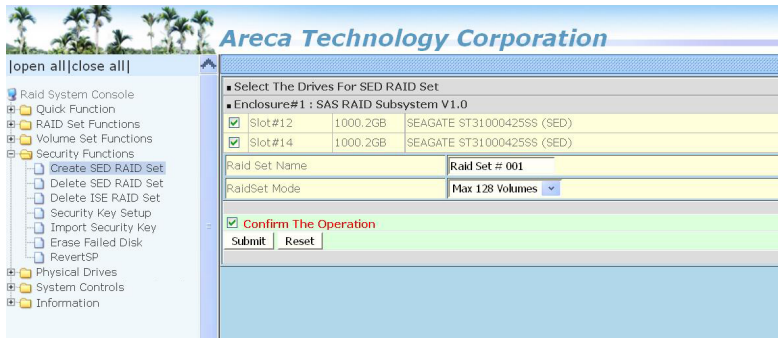 Areca Technology Corporation
|open all|close all|
Raid System Console
Quick Function
RAID Set Functions
Volume Set Functions
Security Functions
Create SED RAID Set
Delete SED RAID Set
Delete ISE RAID Set
Security Key Setup
Import Security Key
Erase Failed Disk
RevertSP
Physical Drives
System Controls
Information
Select The Drives For SED RAID Set
Enclosure#1 : SAS RAID Subsystem V1.0
Slot#12 1000.2GB SEAGATE ST31000425SS (SED)
Slot#14 1000.2GB SEAGATE ST31000425SS (SED)
Raid Set Name Raid Set # 001
RaidSet Mode Max 128 Volumes
Confirm The Operation
Submit Reset